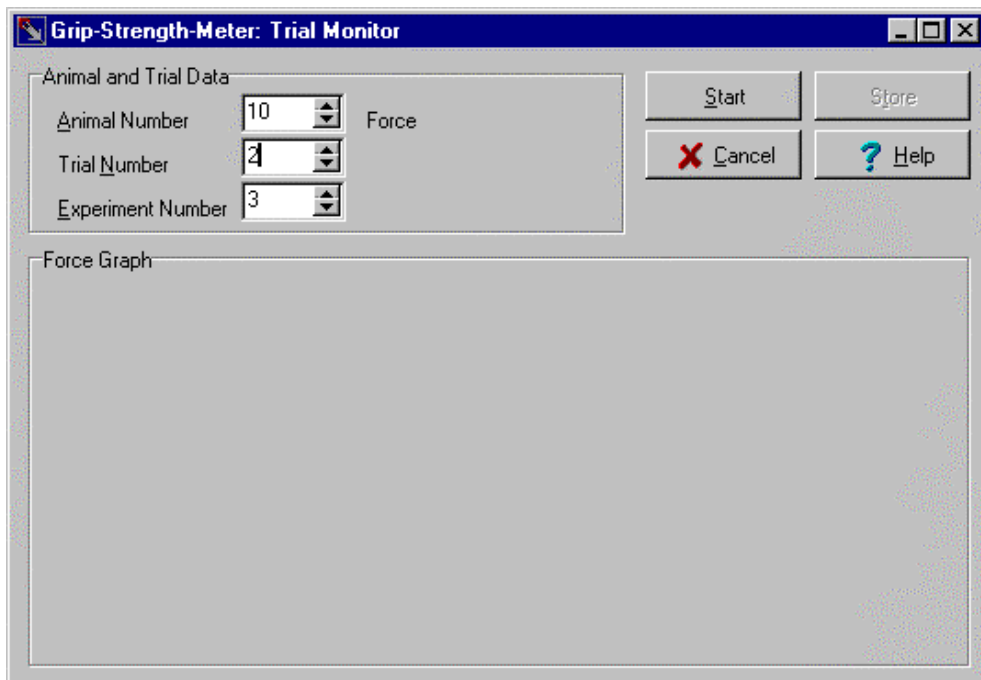 Grip-Strength-Meter: Trial Monitor
Animal and Trial Data
Animal Number 10 Force
Trial Number 2
Experiment Number 3
Start Store
Cancel ? Help
Force Graph